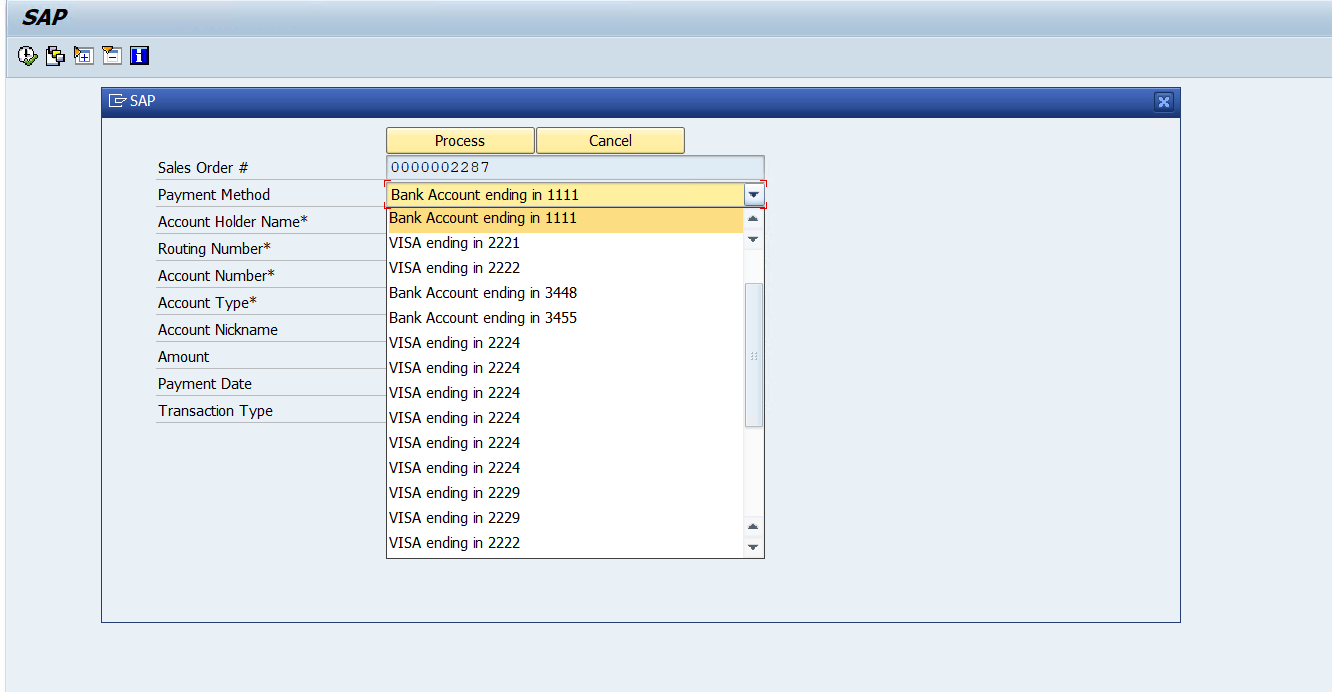 SAP
SAP
Process Cancel
Sales Order # 0000002287
Payment Method Bank Account ending in 1111
Account Holder Name*
Routing Number*
Account Number*
Account Type*
Account Nickname
Amount
Payment Date
Transaction Type
Bank Account ending in 1111
VISA ending in 2221
VISA ending in 2222
Bank Account ending in 3448
Bank Account ending in 3455
VISA ending in 2224
VISA ending in 2224
VISA ending in 2224
VISA ending in 2224
VISA ending in 2224
VISA ending in 2224
VISA ending in 2229
VISA ending in 2229
VISA ending in 2222